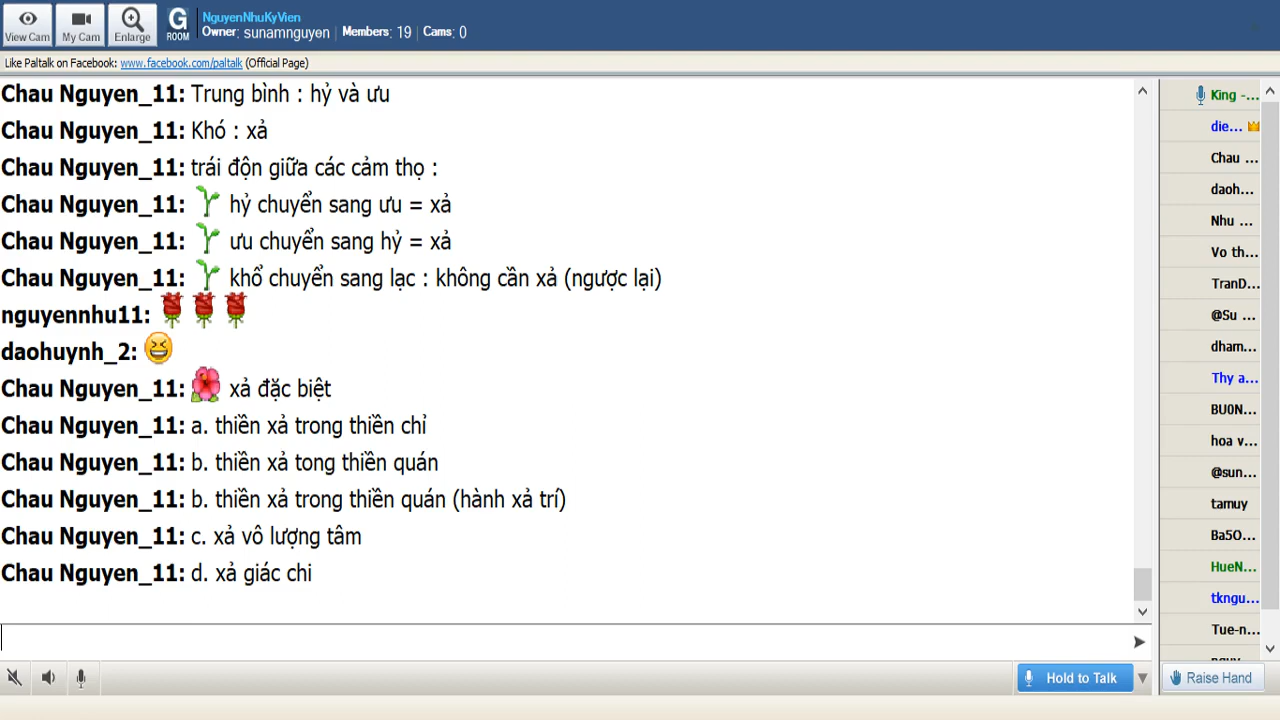 NguyenNhuKyVien
Owner: sunamnguyen | Members: 19 | Cams: 0
View Cam
My Cam
Enlarge
G
ROOM
Like Paltalk on Facebook: www.facebook.com/paltalk (Official Page)
Chau Nguyen_11: Trung bình : hỷ và ưu
Chau Nguyen_11: Khó : xả
Chau Nguyen_11: trái độn giữa các cảm thọ :
Chau Nguyen_11: hỷ chuyển sang ưu = xả
Chau Nguyen_11: ưu chuyển sang hỷ = xả
Chau Nguyen_11: khổ chuyển sang lạc : không cần xả (ngược lại)
nguyennhu11:
daohuynh_2:
Chau Nguyen_11: xả đặc biệt
Chau Nguyen_11: a. thiền xả trong thiền chỉ
Chau Nguyen_11: b. thiền xả tong thiền quán
Chau Nguyen_11: b. thiền xả trong thiền quán (hành xả trí)
Chau Nguyen_11: c. xả vô lượng tâm
Chau Nguyen_11: d. xả giác chi
King -...
die...
Chau ...
daoh...
Nhu ...
Vo th...
TranD...
@Su ...
dham...
Thy a...
BU0N...
hoa v...
@sun...
tamuy
Ba5O...
HueN...
tkngu...
Tue-n...
Hold to Talk
Raise Hand